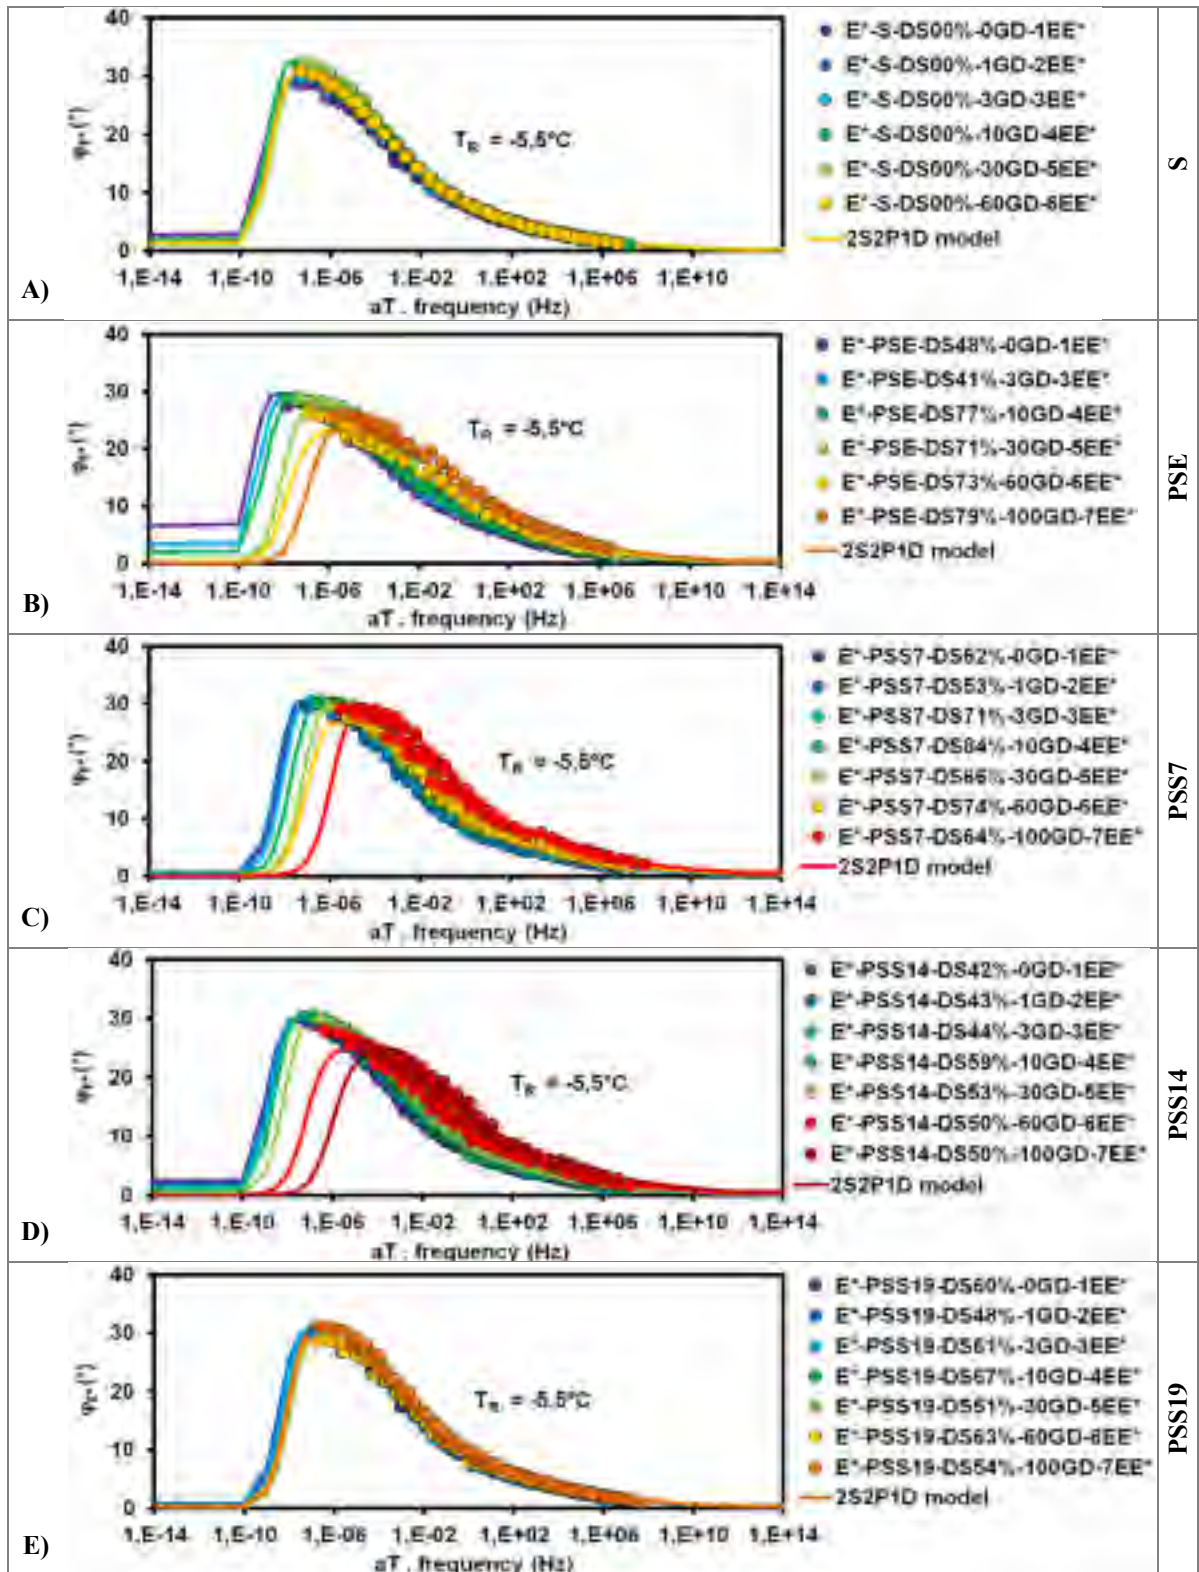 40
30
20
10
0
φE*(°)
TR = -5,5°C
1,E-14 1,E-10 1,E-06 1,E-02 1,E+02 1,E+06 1,E+10
aT . frequency (Hz)
E*-S-DS00%-0GD-1EE*
E*-S-DS00%-1GD-2EE*
E*-S-DS00%-3GD-3EE*
E*-S-DS00%-10GD-4EE*
E*-S-DS00%-30GD-5EE*
E*-S-DS00%-60GD-6EE*
2S2P1D model
A)
S
40
30
20
10
0
φE*(°)
TR = -5,5°C
1,E-14 1,E-10 1,E-06 1,E-02 1,E+02 1,E+06 1,E+10 1,E+14
aT . frequency (Hz)
E*-PSE-DS48%-0GD-1EE*
E*-PSE-DS41%-3GD-3EE*
E*-PSE-DS77%-10GD-4EE*
E*-PSE-DS71%-30GD-5EE*
E*-PSE-DS73%-60GD-6EE*
E*-PSE-DS79%-100GD-7EE*
2S2P1D model
B)
PSE
40
30
20
10
0
φE*(°)
TR = -5,5°C
1,E-14 1,E-10 1,E-06 1,E-02 1,E+02 1,E+06 1,E+10 1,E+14
aT . frequency (Hz)
E*-PSS7-DS62%-0GD-1EE*
E*-PSS7-DS53%-1GD-2EE*
E*-PSS7-DS71%-3GD-3EE*
E*-PSS7-DS84%-10GD-4EE*
E*-PSS7-DS66%-30GD-5EE*
E*-PSS7-DS74%-60GD-6EE*
E*-PSS7-DS64%-100GD-7EE*
2S2P1D model
C)
PSS7
40
30
20
10
0
φE*(°)
TR = -5,5°C
1,E-14 1,E-10 1,E-06 1,E-02 1,E+02 1,E+06 1,E+10 1,E+14
aT . frequency (Hz)
E*-PSS14-DS42%-0GD-1EE*
E*-PSS14-DS43%-1GD-2EE*
E*-PSS14-DS44%-3GD-3EE*
E*-PSS14-DS59%-10GD-4EE*
E*-PSS14-DS53%-30GD-5EE*
E*-PSS14-DS50%-60GD-6EE*
E*-PSS14-DS50%-100GD-7EE*
2S2P1D model
D)
PSS14
40
30
20
10
0
φE*(°)
TR = -5,5°C
1,E-14 1,E-10 1,E-06 1,E-02 1,E+02 1,E+06 1,E+10 1,E+14
aT . frequency (Hz)
E*-PSS19-DS60%-0GD-1EE*
E*-PSS19-DS48%-1GD-2EE*
E*-PSS19-DS61%-3GD-3EE*
E*-PSS19-DS67%-10GD-4EE*
E*-PSS19-DS51%-30GD-5EE*
E*-PSS19-DS63%-60GD-6EE*
E*-PSS19-DS54%-100GD-7EE*
2S2P1D model
E)
PSS19